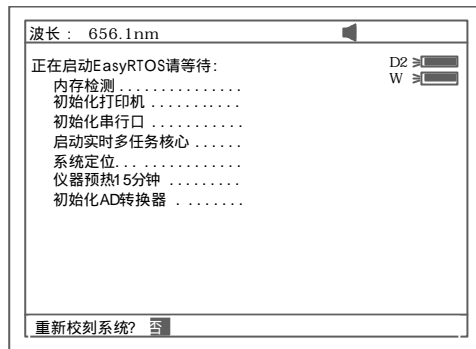 波长： 656.1nm
正在启动EasyRTOS请等待:
D2
内存检测...............
W
初始化打印机 ...........
初始化串行口 ...........
启动实时多任务核心 ......
系统定位... ............
仪器预热15分钟 .........
初始化AD转换器 . .......
重新校刻系统? 否